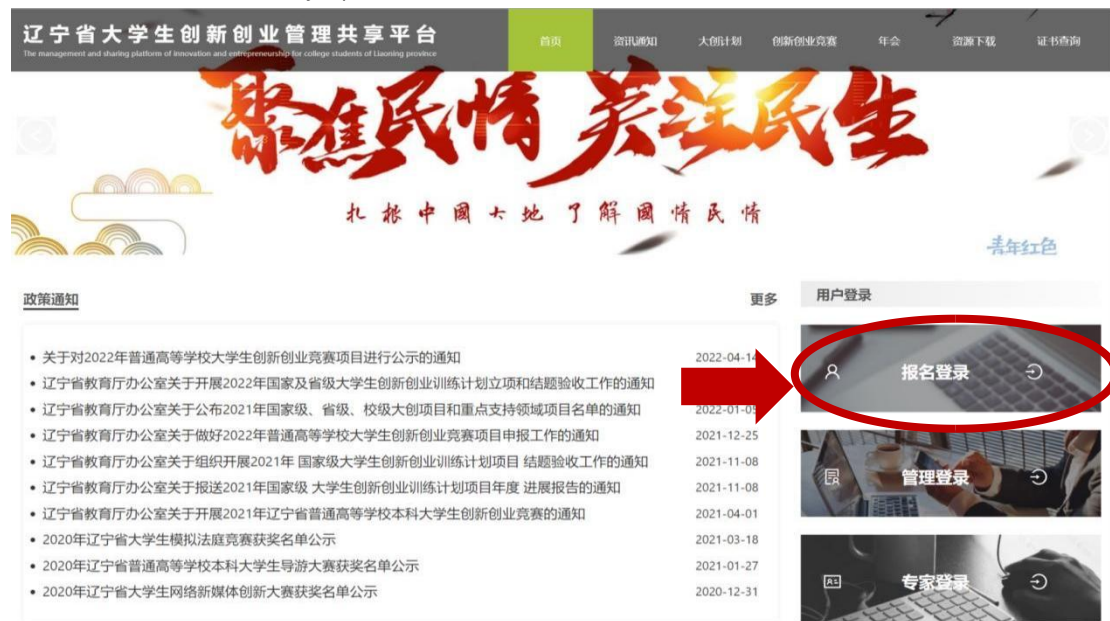 辽宁省大学生创新创业管理共享平台
The management and sharing platform of innovation and entrepreneurship for college students of Liaoning province
首页 资讯通知 大创计划 创新创业竞赛 年会 资源下载 证书查询
聚焦民情 关注民生
扎根中國大地了解國情民情
青年红色
政策通知 更多
用户登录
• 关于对2022年普通高等学校大学生创新创业竞赛项目进行公示的通知 2022-04-14
• 辽宁省教育厅办公室关于开展2022年国家及省级大学生创新创业训练计划立项和结题验收工作的通知
• 辽宁省教育厅办公室关于公布2021年国家级、省级、校级大创项目和重点支持领域项目名单的通知 2022-01-05
• 辽宁省教育厅办公室关于做好2022年普通高等学校大学生创新创业竞赛项目申报工作的通知 2021-12-25
• 辽宁省教育厅办公室关于组织开展2021年 国家级大学生创新创业训练计划项目 结题验收工作的通知 2021-11-08
• 辽宁省教育厅办公室关于报送2021年国家级 大学生创新创业训练计划项目年度 进展报告的通知 2021-11-08
• 辽宁省教育厅办公室关于开展2021年辽宁省普通高等学校本科大学生创新创业竞赛的通知 2021-04-01
• 2020年辽宁省大学生模拟法庭竞赛获奖名单公示 2021-03-18
• 2020年辽宁省普通高等学校本科大学生导游大赛获奖名单公示 2021-01-27
• 2020年辽宁省大学生网络新媒体创新大赛获奖名单公示 2020-12-31
报名登录
管理登录
专家登录